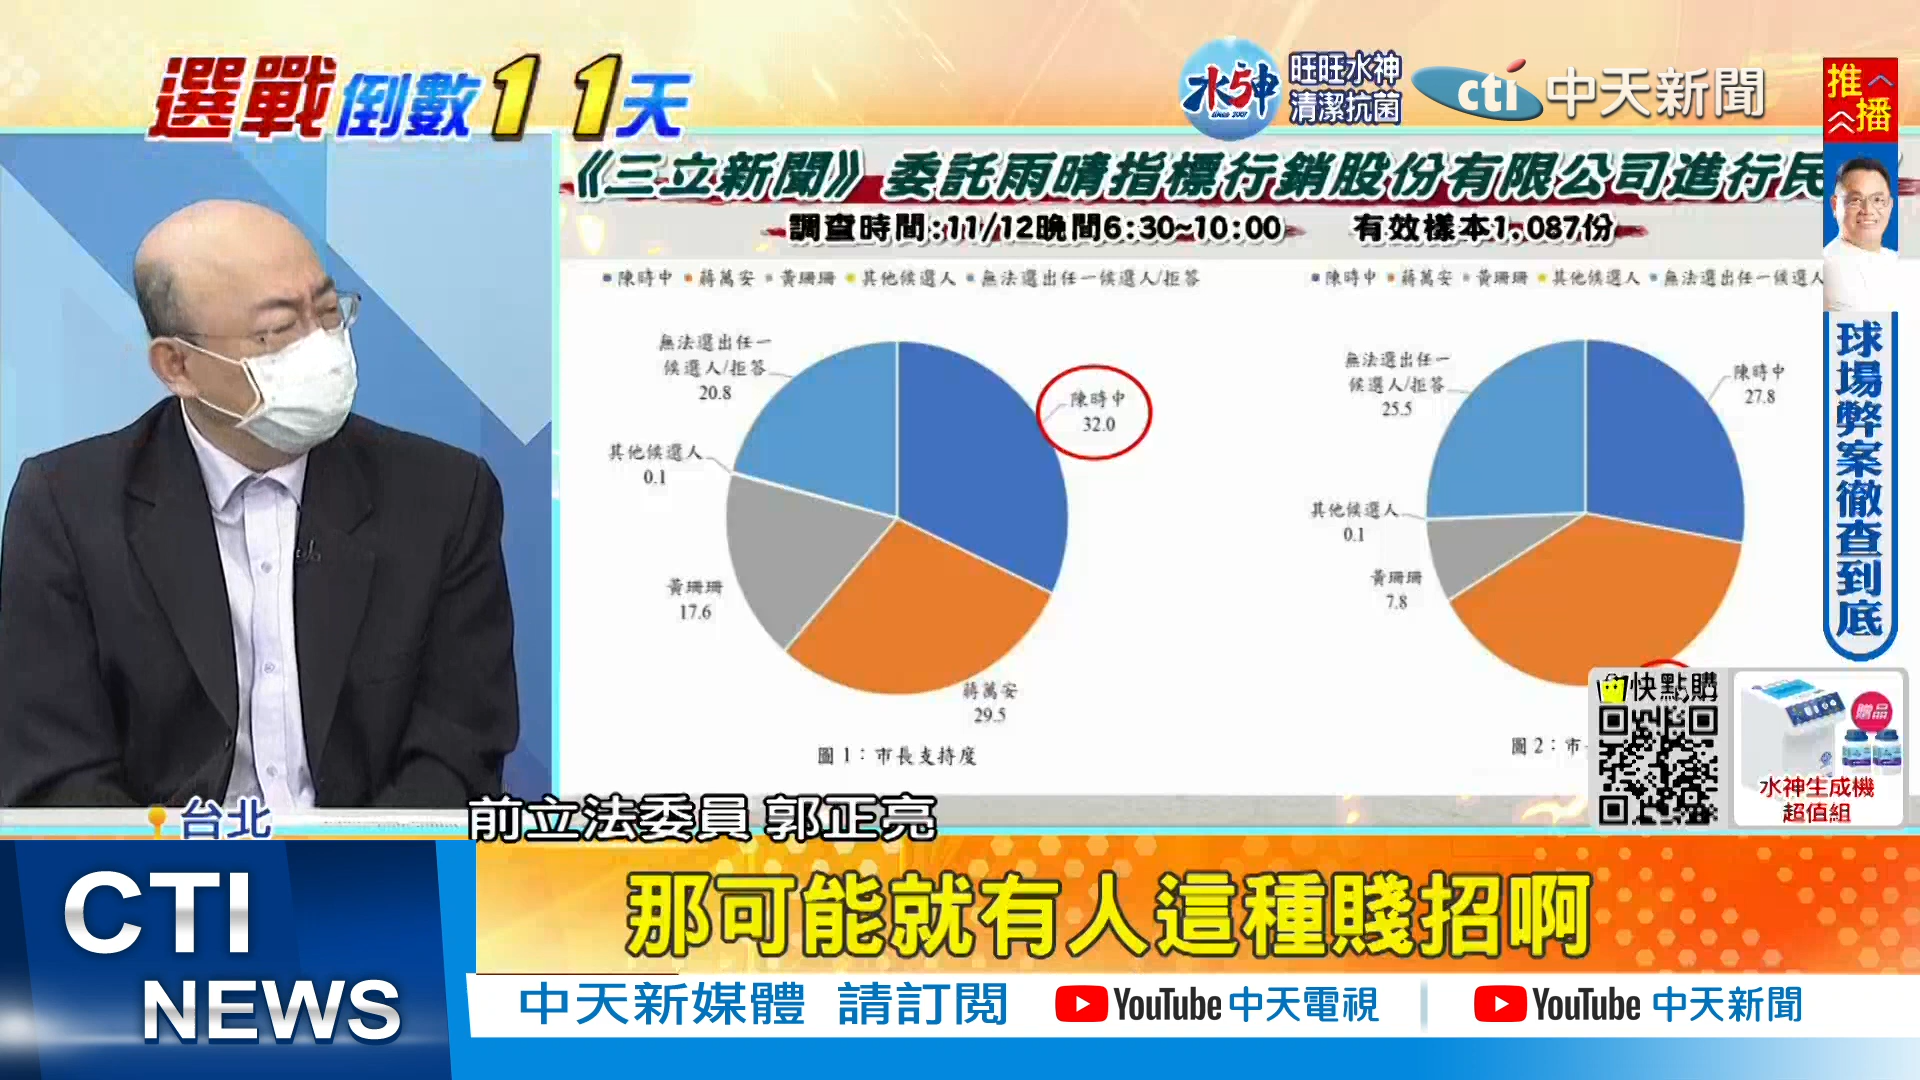 選戰倒數11天
水神
SINCE 2007
旺旺水神
清潔抗菌
cti 中天新聞
推播
《三立新聞》委託雨晴指標行銷股份有限公司進行民
調查時間:11/12晚間6:30~10:00 有效樣本1,087份
陳時中 蔣萬安 黃珊珊 其他候選人 無法選出任一候選人/拒答
無法選出任一
候選人/拒答
20.8
陳時中
32.0
其他候選人
0.1
黃珊珊
17.6
蔣萬安
29.5
圖 1：市長支持度
陳時中 蔣萬安 黃珊珊 其他候選人 無法選出任一候選人
無法選出任一
候選人/拒答
25.5
陳時中
27.8
其他候選人
0.1
黃珊珊
7.8
圖 2：市
球場弊案徹查到底
快點購
贈品
水神生成機
超值組
台北
前立法委員 郭正亮
那可能就有人這種賤招啊
CTI
NEWS
中天新媒體 請訂閱 YouTube 中天電視 YouTube 中天新聞